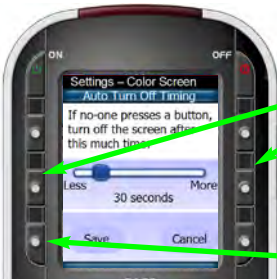 ON OFF
Settings – Color Screen
Auto Turn Off Timing
If no-one presses a button,
turn off the screen after
this much time.
Less More
30 seconds
Save Cancel